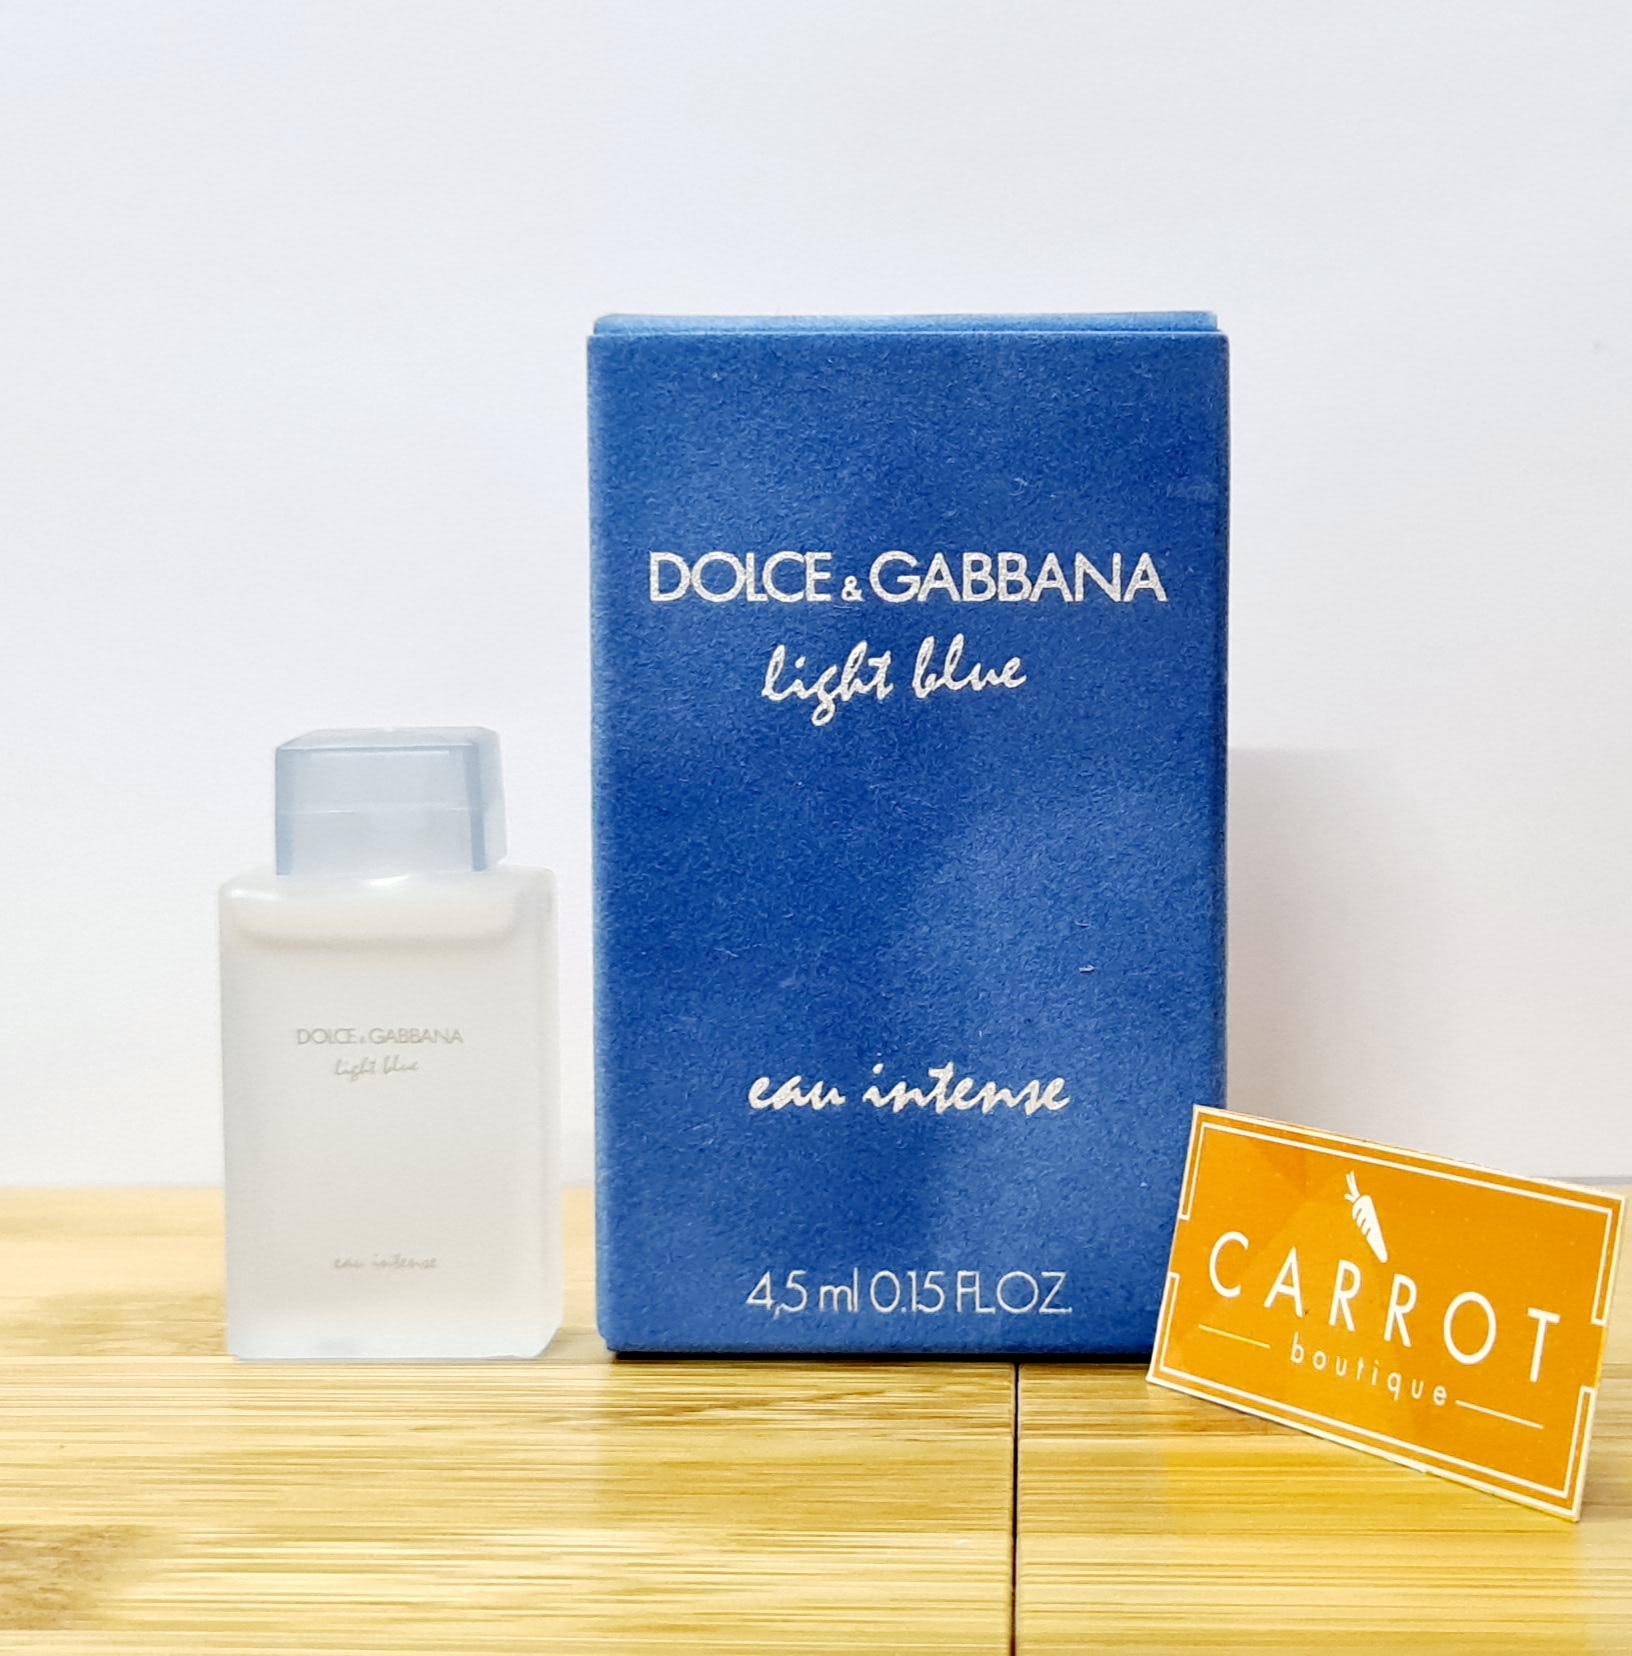 DOLCE & GABBANA
light blue
eau intense
DOLCE & GABBANA
light blue
eau intense
4,5 ml 0.15 FL.OZ.
CARROT
boutique